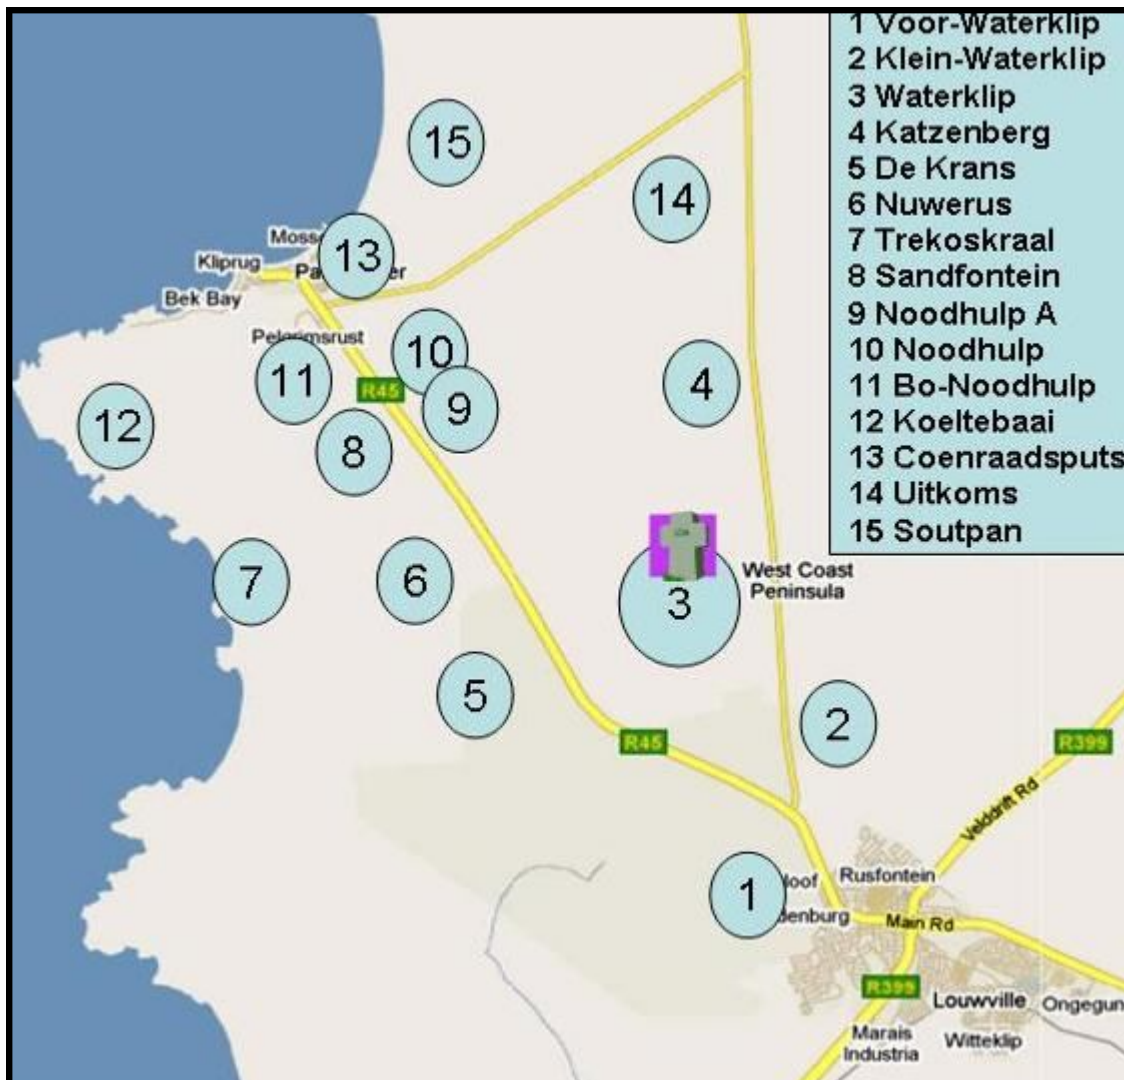 1 Voor-Waterklip
2 Klein-Waterklip
3 Waterklip
4 Katzenberg
5 De Krans
6 Nuwerus
7 Trekoskraal
8 Sandfontein
9 Noodhulp A
10 Noodhulp
11 Bo-Noodhulp
12 Koeltebaai
13 Coenraadsputs
14 Uitkoms
15 Soutpan
15
14
13
Kliprug
Bek Bay
Pelgrimsrust
10
11
R45
4
9
12
8
West Coast
Peninsula
7
6
3
5
2
R45
R399
Velddrift Rd
1
Rusfontein
Main Rd
R399
Louwville
Marais
Industria
Witteklip